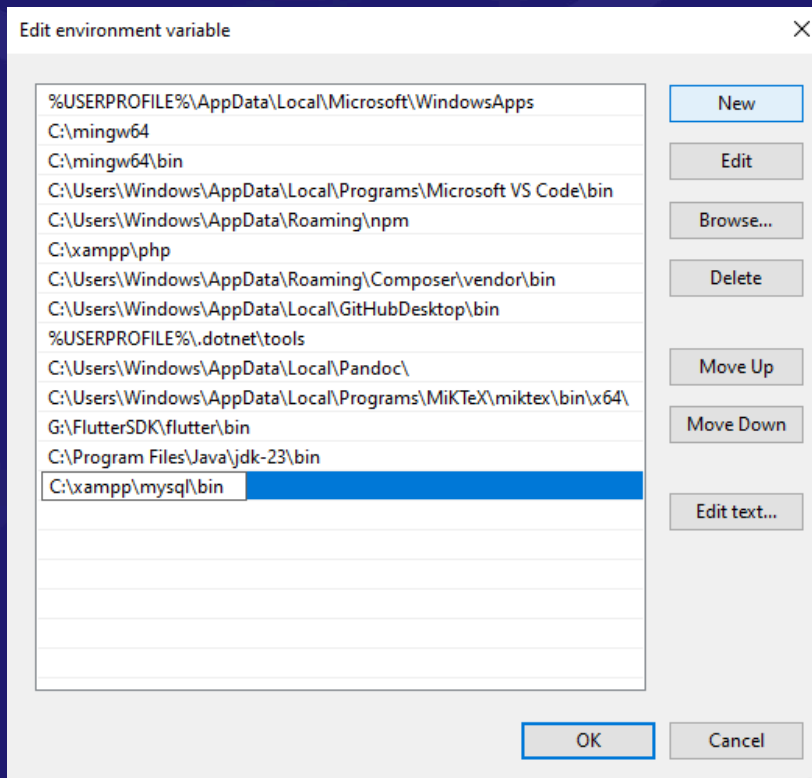 Edit environment variable
%USERPROFILE%\AppData\Local\Microsoft\WindowsApps
C:\mingw64
C:\mingw64\bin
C:\Users\Windows\AppData\Local\Programs\Microsoft VS Code\bin
C:\Users\Windows\AppData\Roaming\npm
C:\xampp\php
C:\Users\Windows\AppData\Roaming\Composer\vendor\bin
C:\Users\Windows\AppData\Local\GitHubDesktop\bin
%USERPROFILE%\.dotnet\tools
C:\Users\Windows\AppData\Local\Pandoc\
C:\Users\Windows\AppData\Local\Programs\MiKTeX\miktex\bin\x64\
G:\FlutterSDK\flutter\bin
C:\Program Files\Java\jdk-23\bin
C:\xampp\mysql\bin
New
Edit
Browse...
Delete
Move Up
Move Down
Edit text...
OK
Cancel